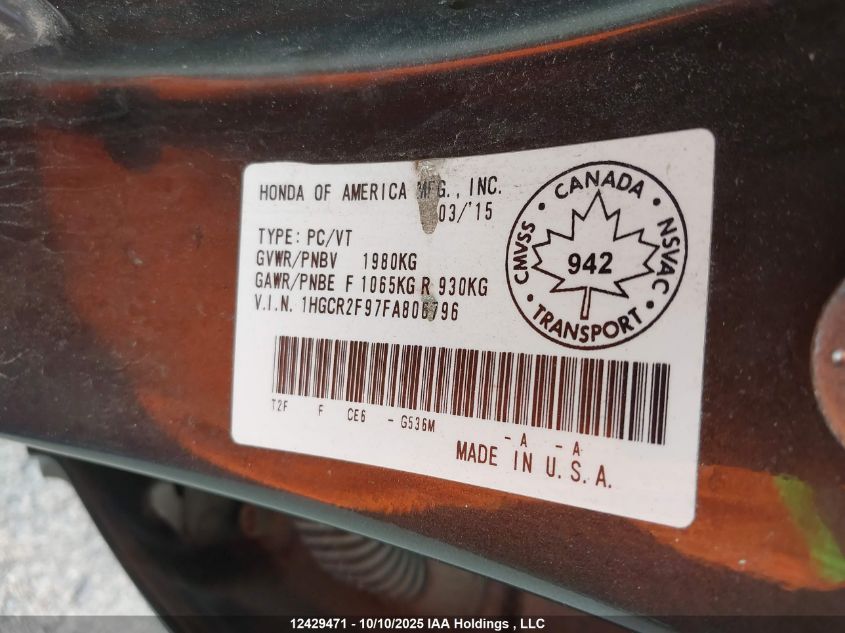 HONDA OF AMERICA MFG., INC.
03/'15
TYPE: PC/VT
GVWR/PNBV 1980KG
GAWR/PNBE F 1065KG R 930KG
V.I.N. 1HGCR2F97FA806796
CANADA
CMVSS
NSVAC
942
TRANSPORT
T2F F CE6 - G536M - A - A
MADE IN U.S.A.
12429471 - 10/10/2025 IAA Holdings , LLC